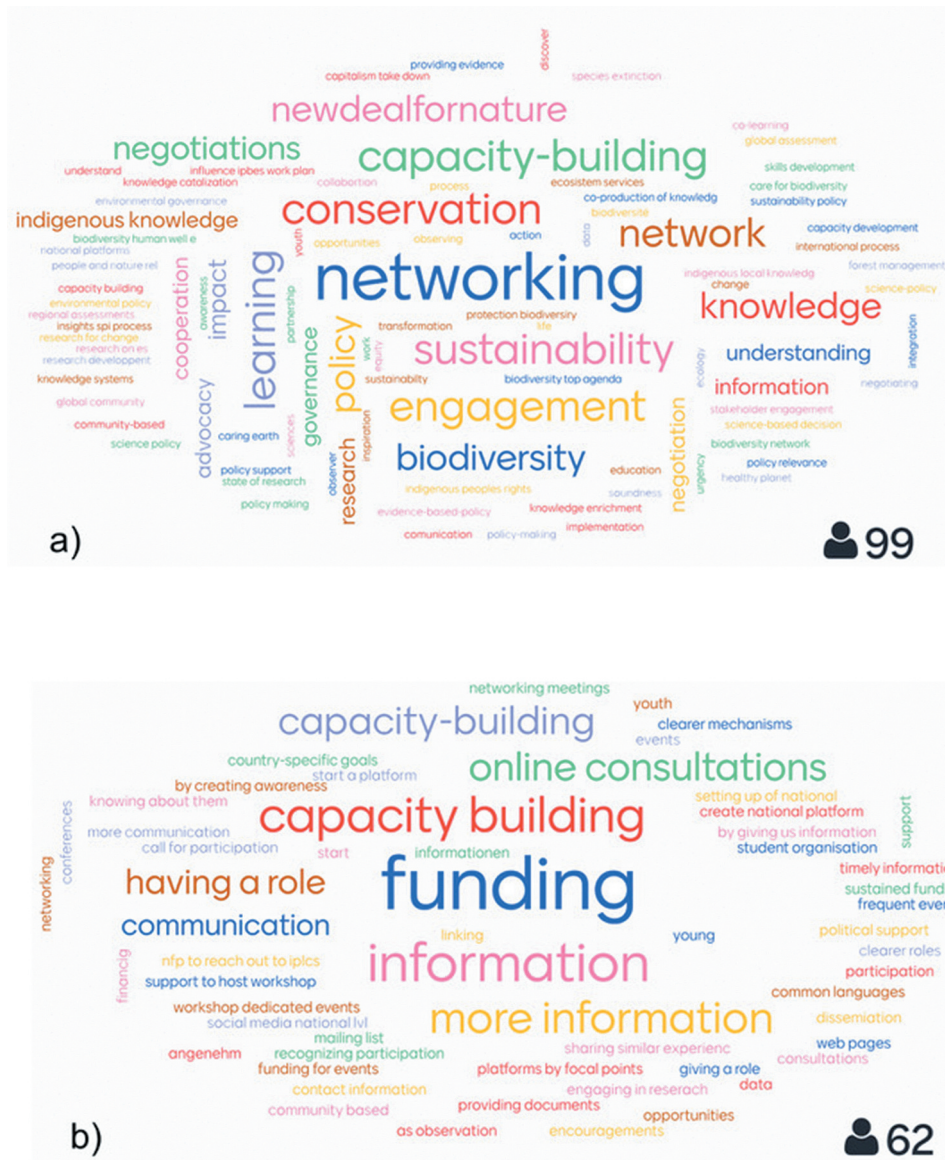 discover
providing evidence
capitalism take down
species extinction
newdealfornature
co-learning
negotiations
capacity-building
global assessment
understand
influence ipbes work plan
skills development
knowledge catalization
collabortion
process
ecosystem services
care for biodiversity
environmental governance
co-production of knowledg
sustainability policy
indigenous knowledge
conservation
biodiversité
network
capacity development
biodiversity human well e
youth
opportunities
observing
action
data
international process
national platforms
people and nature rel
cooperation
awareness
impact
learning
networking
indigenous local knowledg
forest management
capacity building
partnership
change
science-policy
environmental policy
knowledge
regional assessments
protection biodiversiry
insights spi process
transformation
life
integration
research for change
governance
policy
work
equity
sustainability
ecology
understanding
research on es
research developpent
knowledge systems
sustainabilty
biodiversity top agenda
information
negotiating
global community
advocacy
engagement
negotiation
stakeholder engagement
community-based
science-based decision
science policy
caring earth
sciences
inspiration
biodiversity network
policy support
observer
research
biodiversity
education
urgency
policy relevance
state of research
healthy planet
indigenous peoples rights
soundness
policy making
evidence-based-policy
knowledge enrichment
implementation
comunication
policy-making
a)
99
networking meetings
youth
capacity-building
clearer mechanisms
events
country-specific goals
start a platform
online consultations
by creating awareness
knowing about them
setting up of national
conferences
capacity building
create national platform
support
more communication
by giving us information
call for participation
start
informationen
student organisation
networking
having a role
funding
timely informati
sustained fund
frequent even
communication
linking
young
political support
financig
nfp to reach out to iplcs
information
clearer roles
support to host workshop
participation
common languages
workshop dedicated events
more information
dissemiation
social media national lvl
mailing list
web pages
angenehm
recognizing participation
sharing similar experienc
consultations
funding for events
platforms by focal points
giving a role
contact information
engaging in reserach
data
community based
providing documents
opportunities
as observation
encouragements
b)
62